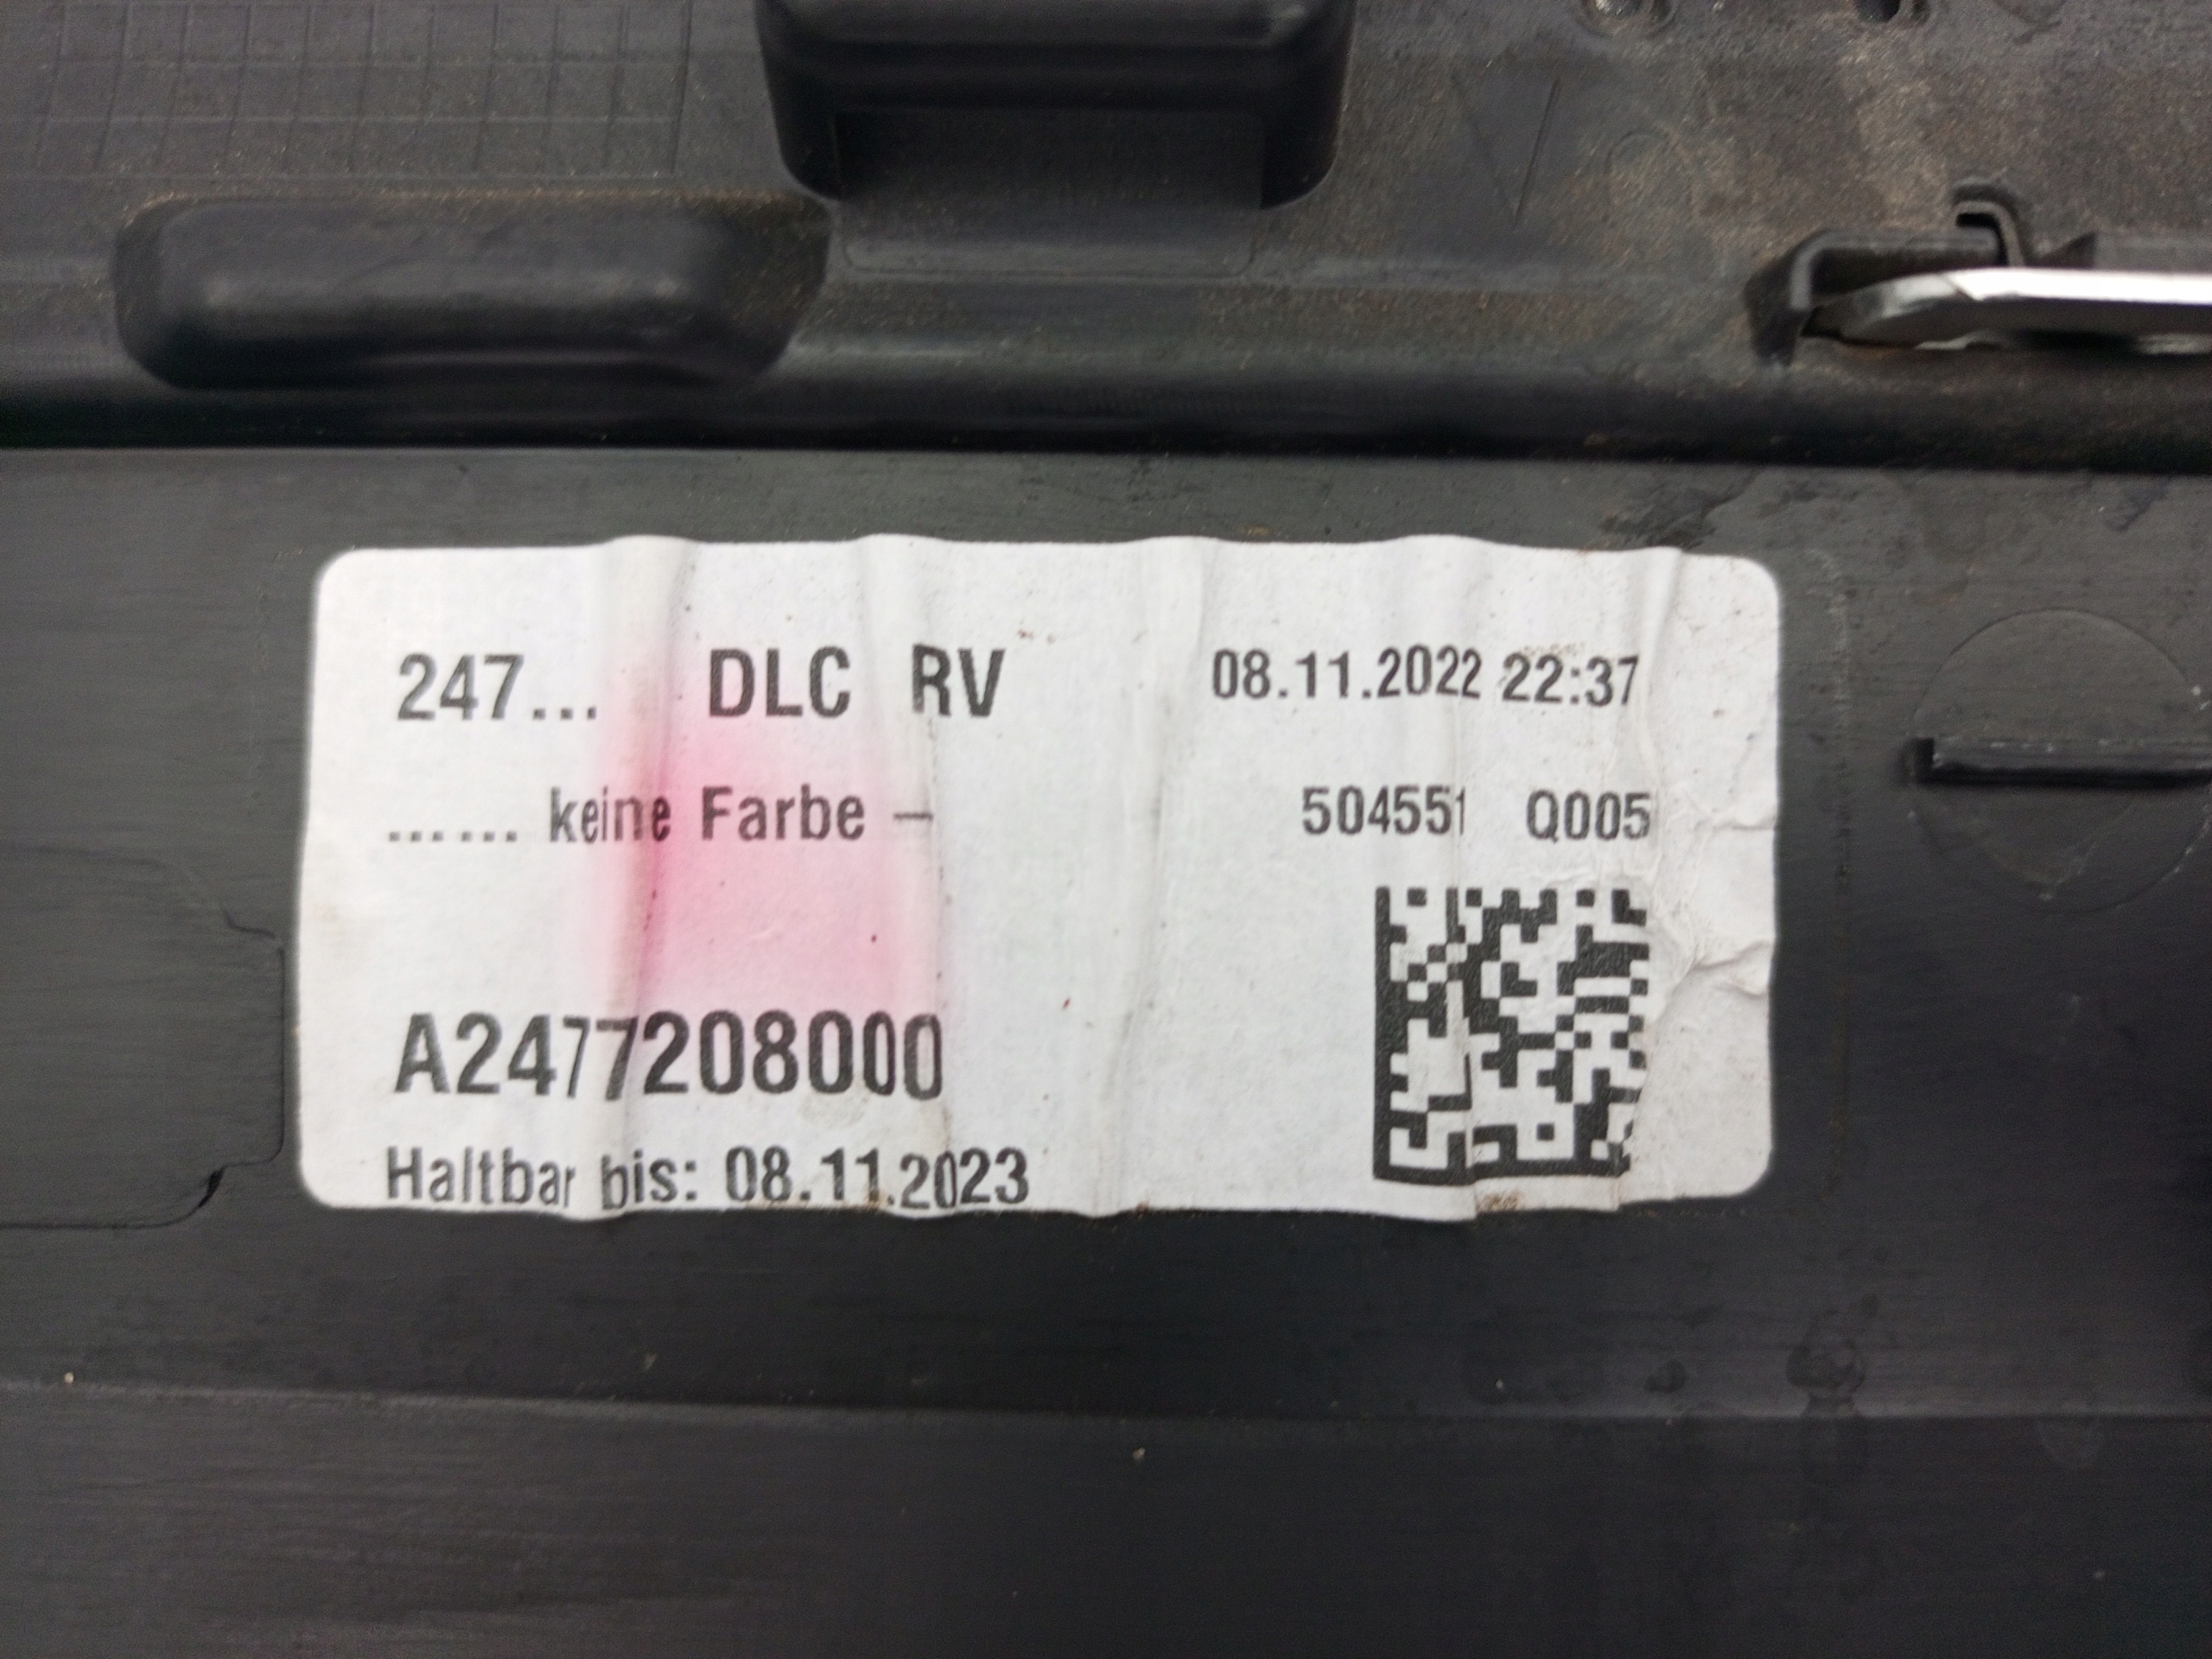 247... DLC RV 08.11.2022 22:37
...... keine Farbe – 504551 Q005
A2477208000
Haltbar bis: 08.11.2023